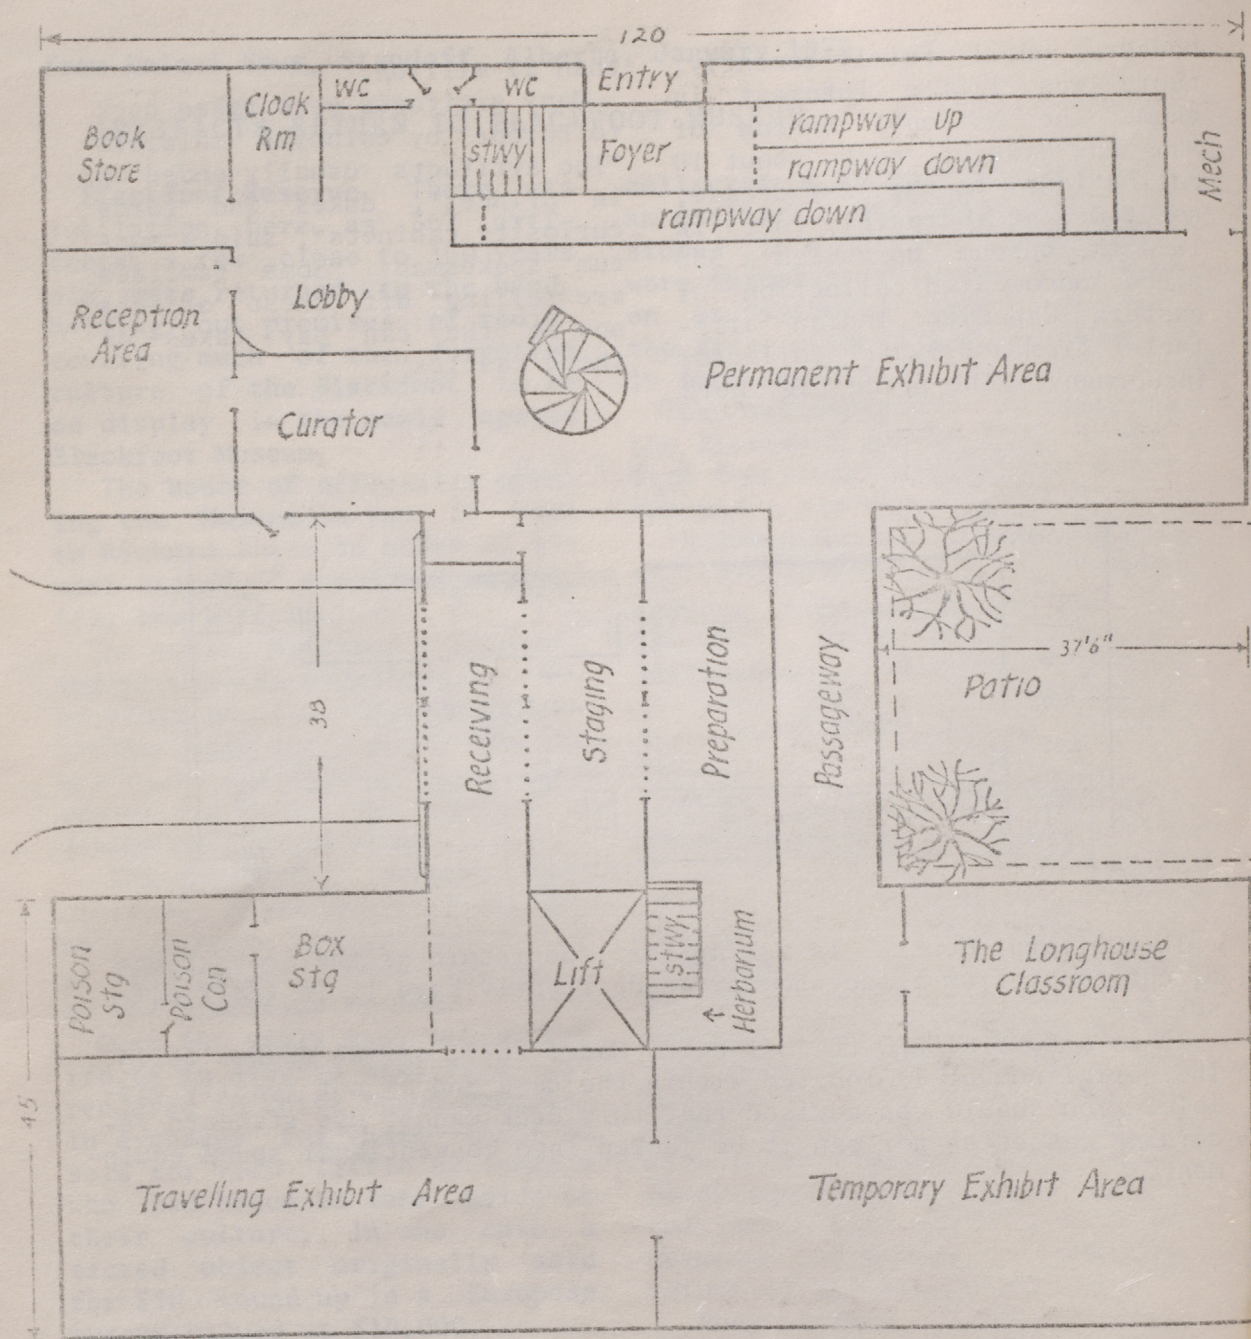 120
WC
WC
Entry
Book
Store
Cloak
Rm
stwy
Foyer
rampway up
rampway down
Mech
rampway down
Reception
Area
Lobby
Permanent Exhibit Area
Curator
38
Receiving
Staging
Preparation
Passageway
37'6"
Patio
45
Poison
Stg
Poison
Con
Box
stg
Lift
stwy
Herbarium
The Longhouse
Classroom
Travelling Exhibit Area
Temporary Exhibit Area